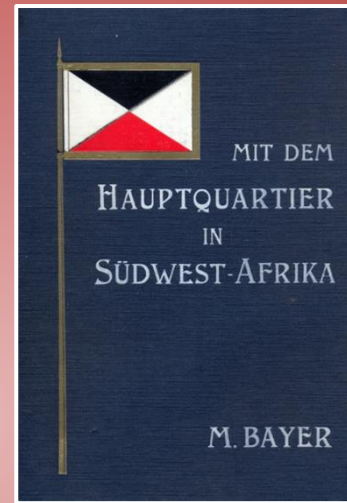 MIT DEM
HAUPTQUARTIER
IN
SÜDWEST-AFRIKA
M. BAYER